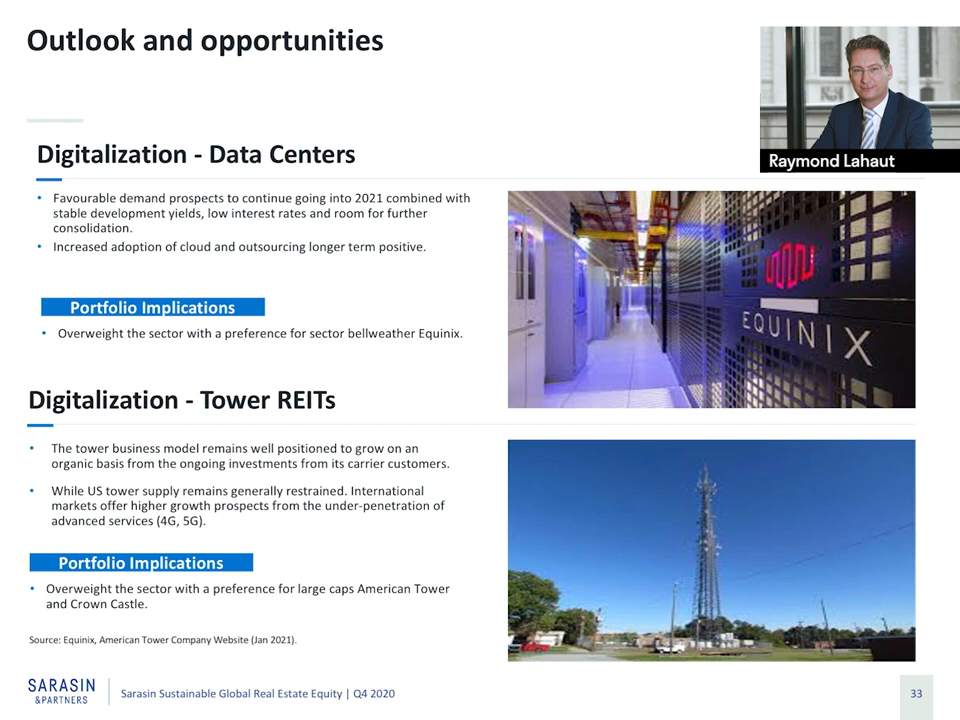 Outlook and opportunities
Raymond Lahaut
Digitalization - Data Centers
• Favourable demand prospects to continue going into 2021 combined with
stable development yields, low interest rates and room for further
consolidation.
• Increased adoption of cloud and outsourcing longer term positive.
Portfolio Implications
• Overweight the sector with a preference for sector bellweather Equinix.
EQUINIX
Digitalization - Tower REITs
• The tower business model remains well positioned to grow on an
organic basis from the ongoing investments from its carrier customers.
• While US tower supply remains generally restrained. International
markets offer higher growth prospects from the under-penetration of
advanced services (4G, 5G).
Portfolio Implications
• Overweight the sector with a preference for large caps American Tower
and Crown Castle.
Source: Equinix, American Tower Company Website (Jan 2021).
SARASIN
&PARTNERS
Sarasin Sustainable Global Real Estate Equity | Q4 2020
33